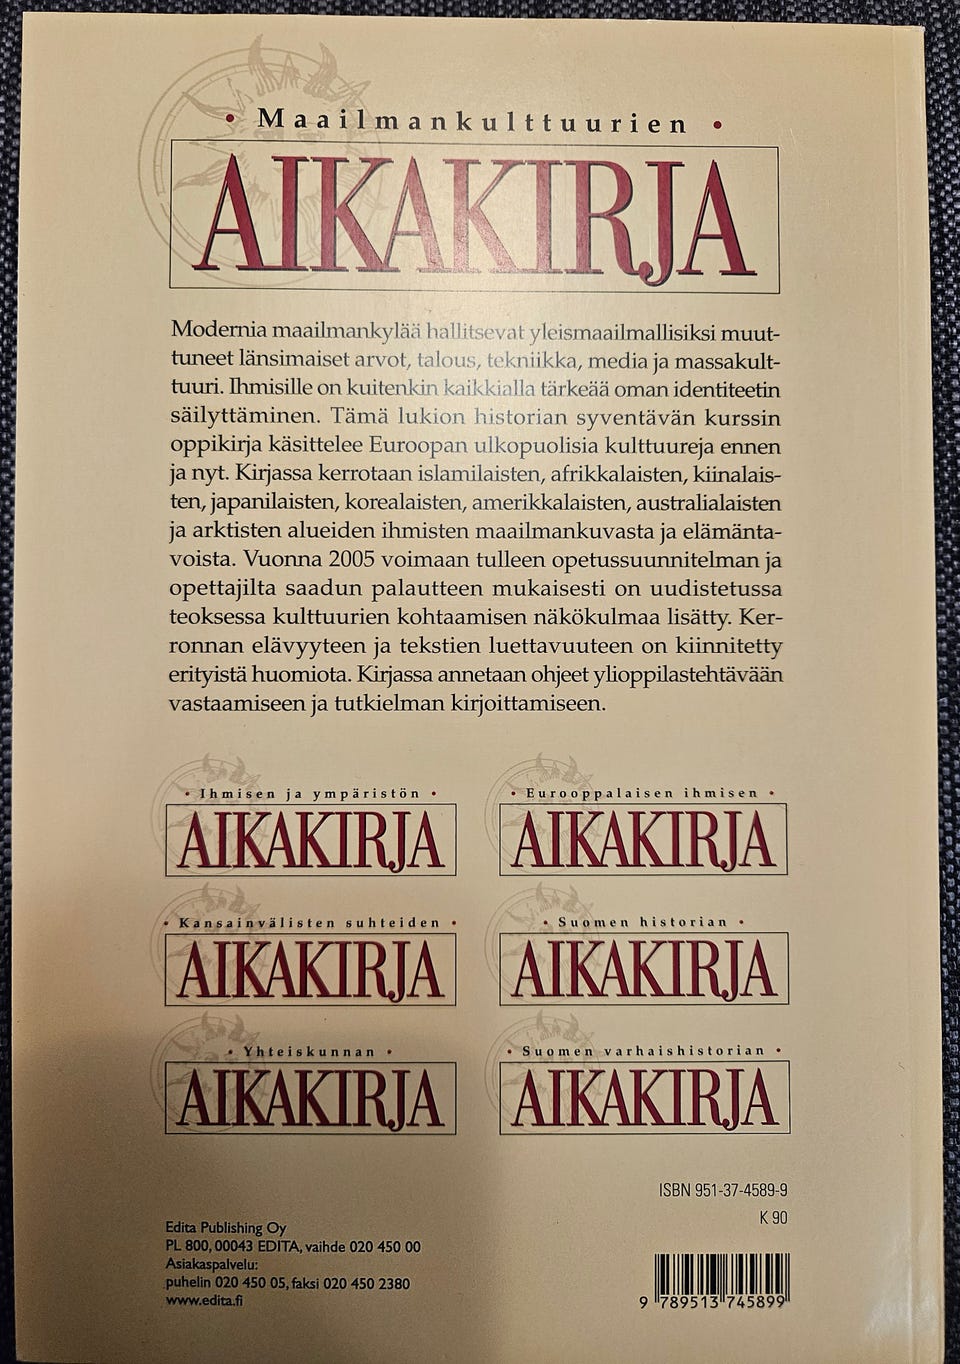 • Maailmankulttuurien •
AIKAKIRJA
Modernia maailmankylää hallitsevat yleismaailmallisiksi muut-
tuneet länsimaiset arvot, talous, tekniikka, media ja massakult-
tuuri. Ihmisille on kuitenkin kaikkialla tärkeää oman identiteetin
säilyttäminen. Tämä lukion historian syventävän kurssin
oppikirja käsittelee Euroopan ulkopuolisia kulttuureja ennen
ja nyt. Kirjassa kerrotaan islamilaisten, afrikkalaisten, kiinalais-
ten, japanilaisten, korealaisten, amerikkalaisten, australialaisten
ja arktisten alueiden ihmisten maailmankuvasta ja elämänta-
voista. Vuonna 2005 voimaan tulleen opetussuunnitelman ja
opettajilta saadun palautteen mukaisesti on uudistetussa
teoksessa kulttuurien kohtaamisen näkökulmaa lisätty. Ker-
ronnan elävyyteen ja tekstien luettavuuteen on kiinnitetty
erityistä huomiota. Kirjassa annetaan ohjeet ylioppilastehtävään
vastaamiseen ja tutkielman kirjoittamiseen.
• Ihmisen ja ympäristön •
AIKAKIRJA
• Eurooppalaisen ihmisen •
AIKAKIRJA
• Kansainvälisten suhteiden •
AIKAKIRJA
• Suomen historian •
AIKAKIRJA
• Yhteiskunnan •
AIKAKIRJA
• Suomen varhaishistorian •
AIKAKIRJA
Edita Publishing Oy
PL 800, 00043 EDITA, vaihde 020 450 00
Asiakaspalvelu:
puhelin 020 450 05, faksi 020 450 2380
www.edita.fi
ISBN 951-37-4589-9
K 90
9 789513 745899